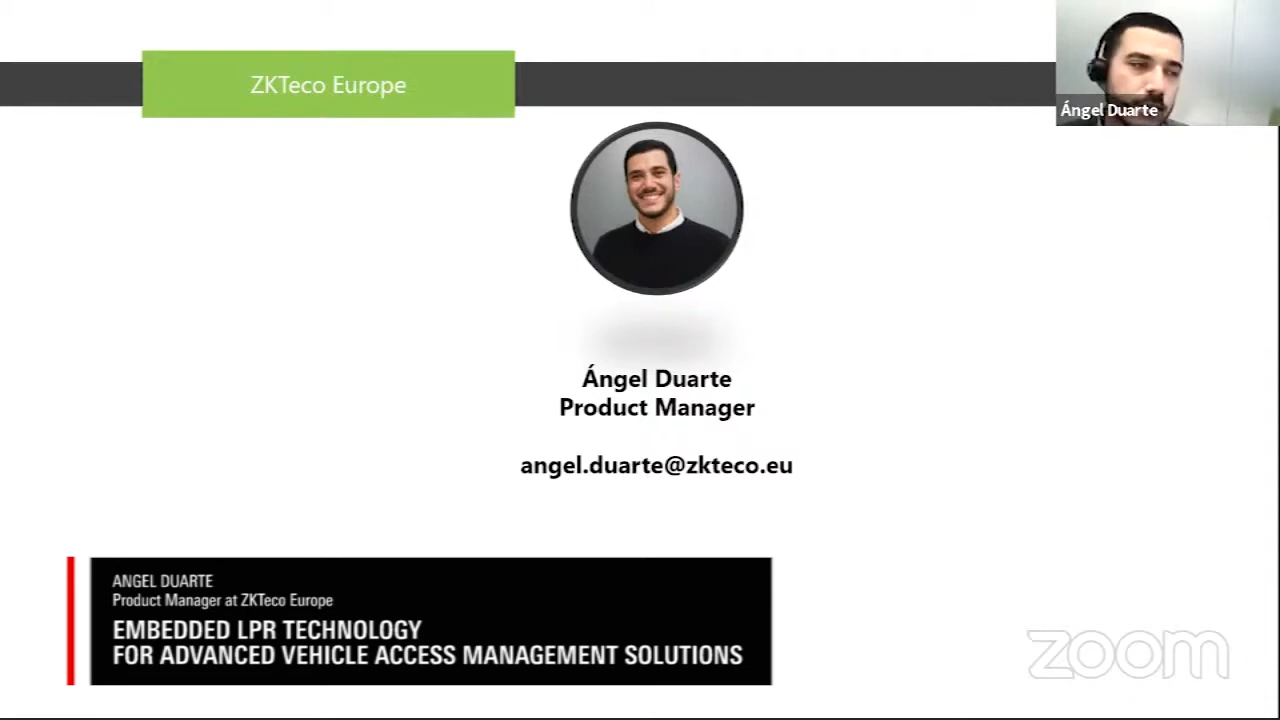 ZKTeco Europe
Ángel Duarte
Ángel Duarte
Product Manager
angel.duarte@zkteco.eu
ANGEL DUARTE
Product Manager at ZKTeco Europe
EMBEDDED LPR TECHNOLOGY
FOR ADVANCED VEHICLE ACCESS MANAGEMENT SOLUTIONS
zoom